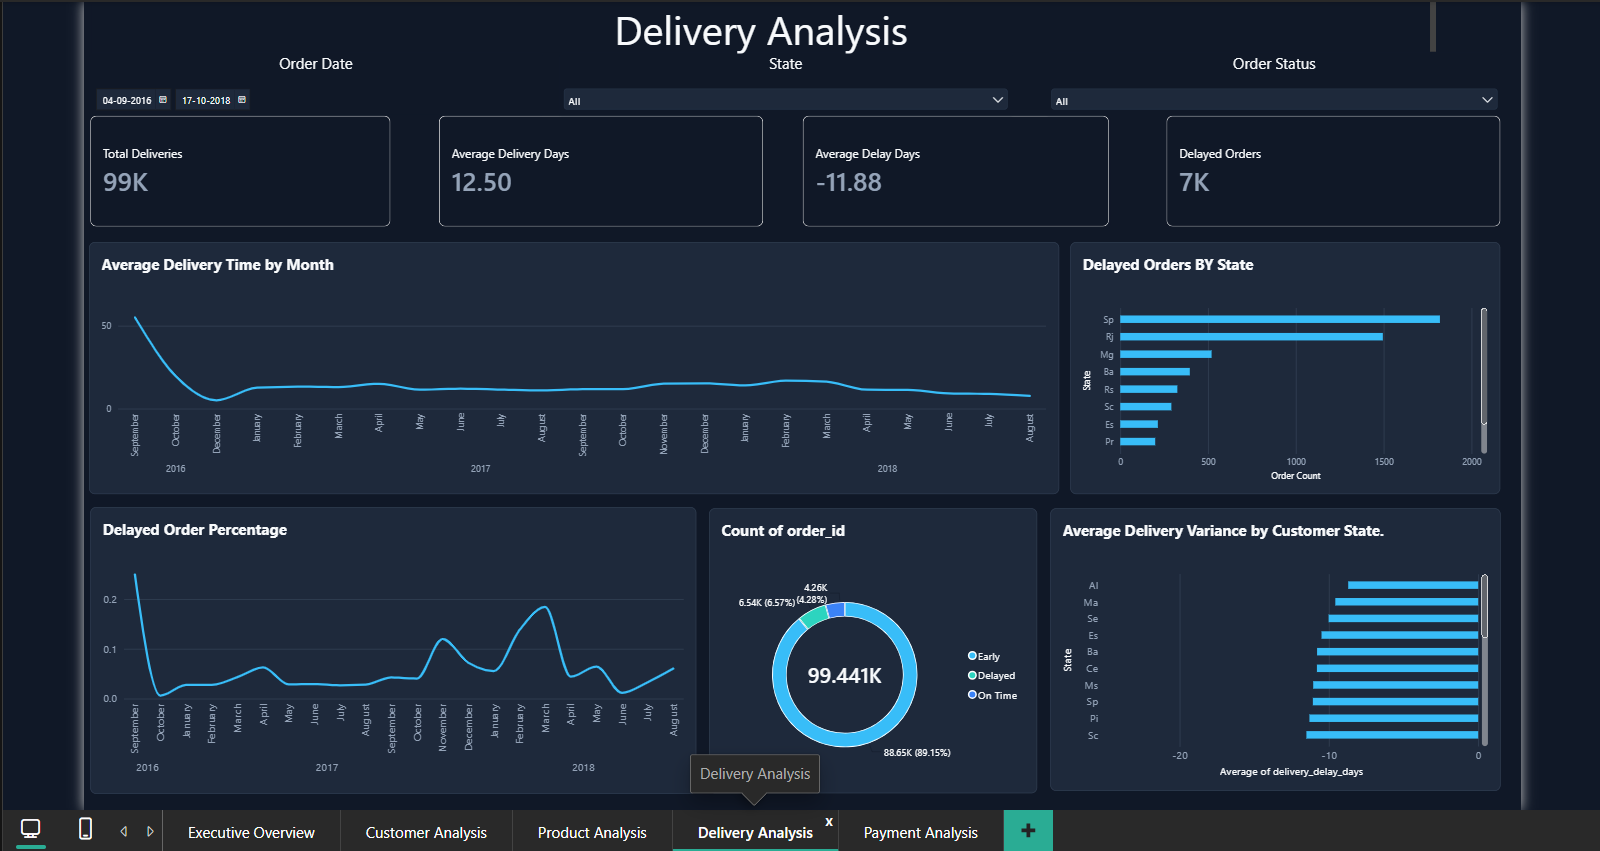 Delivery Analysis
Order Date
State
Order Status
04-09-2016
17-10-2018
All
All
Total Deliveries
99K
Average Delivery Days
12.50
Average Delay Days
-11.88
Delayed Orders
7K
Average Delivery Time by Month
50
0
September
October
December
January
February
March
April
May
June
July
August
September
October
November
December
January
February
March
April
May
June
July
August
2016
2017
2018
Delayed Orders BY State
State
Sp
Rj
Mg
Ba
Rs
Sc
Es
Pr
0
500
1000
1500
2000
Order Count
Delayed Order Percentage
0.2
0.1
0.0
September
October
January
February
March
April
May
June
July
August
September
October
November
December
January
February
March
April
May
June
July
August
2016
2017
2018
Count of order_id
4.26K
(4.28%)
6.54K (6.57%)
99.441K
88.65K (89.15%)
Early
Delayed
On Time
Average Delivery Variance by Customer State.
State
Al
Ma
Se
Es
Ba
Ce
Ms
Sp
Pi
Sc
-20
-10
0
Average of delivery_delay_days
Delivery Analysis
Executive Overview
Customer Analysis
Product Analysis
Delivery Analysis
x
Payment Analysis
+